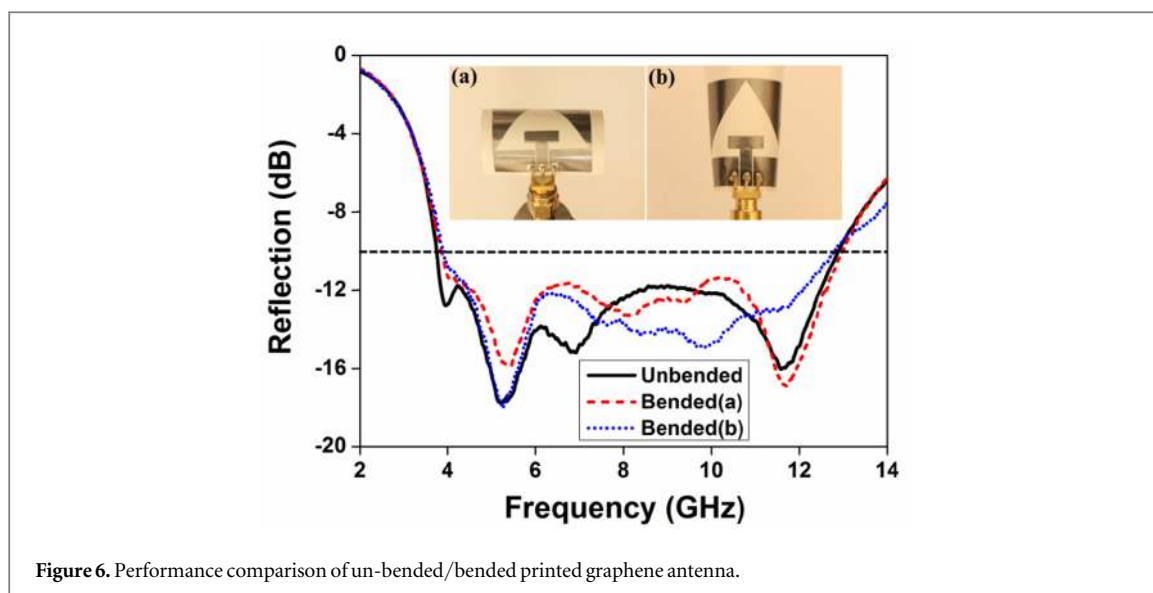 0
-4
-8
-12
-16
-20
Reflection (dB)
(a)
(b)
Unbended
Bended(a)
Bended(b)
2
4
6
8
10
12
14
Frequency (GHz)
Figure 6. Performance comparison of un-bended/bended printed graphene antenna.